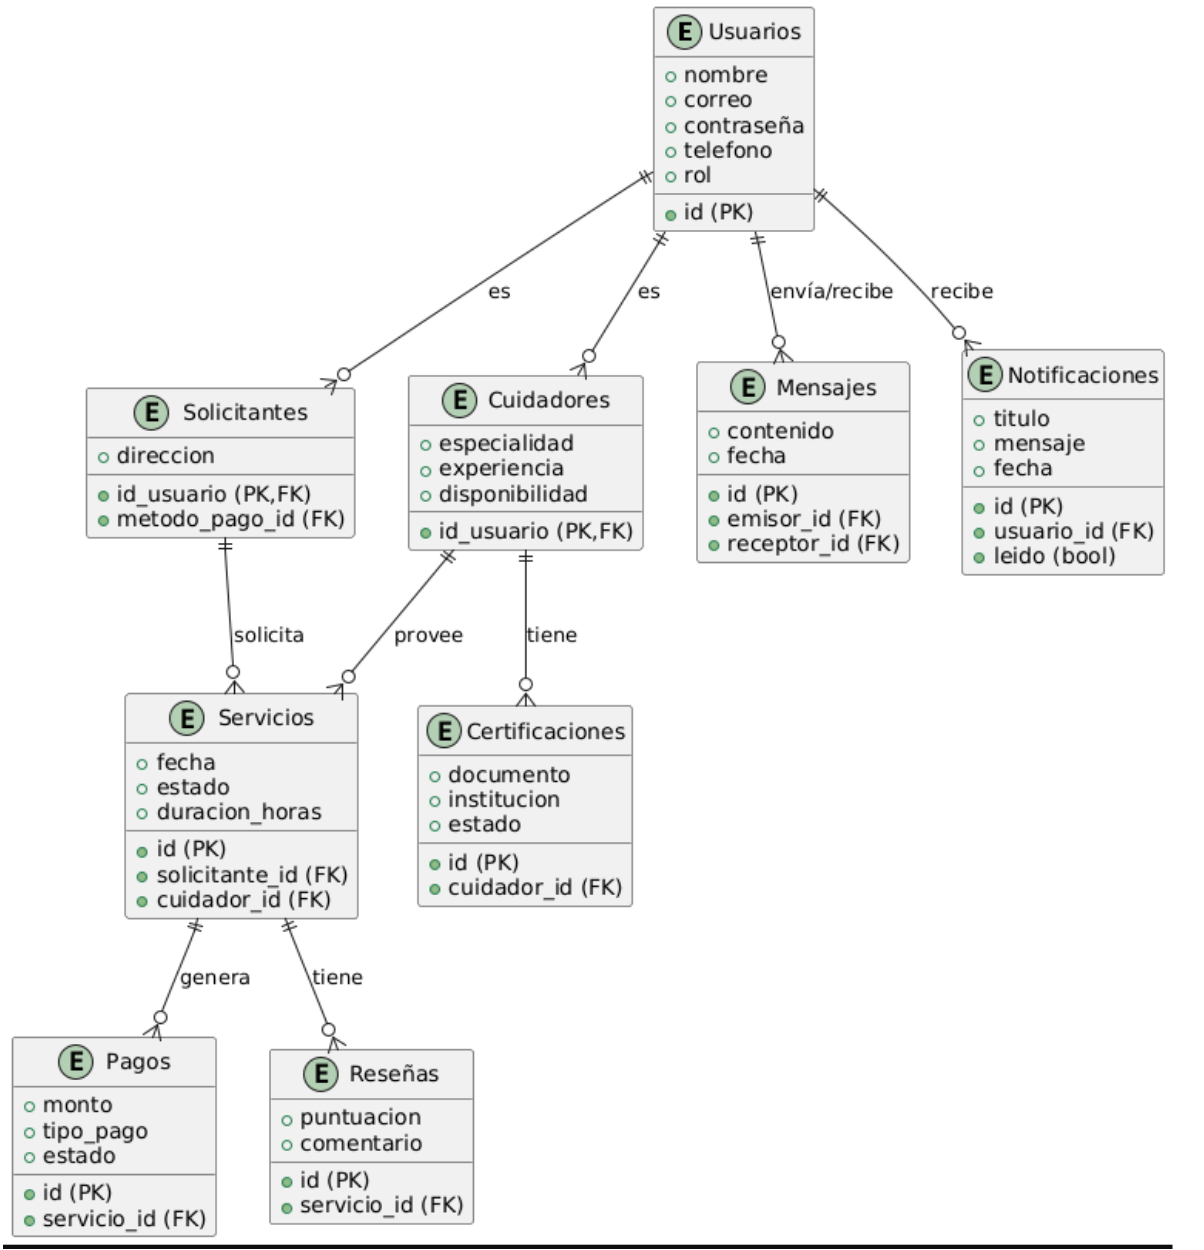 E Usuarios
nombre
correo
contraseña
telefono
rol
id (PK)
es
es
envía/recibe
recibe
E Solicitantes
direccion
id_usuario (PK,FK)
metodo_pago_id (FK)
E Cuidadores
especialidad
experiencia
disponibilidad
id_usuario (PK,FK)
E Mensajes
contenido
fecha
id (PK)
emisor_id (FK)
receptor_id (FK)
E Notificaciones
titulo
mensaje
fecha
id (PK)
usuario_id (FK)
leido (bool)
solicita
provee
tiene
E Servicios
fecha
estado
duracion_horas
id (PK)
solicitante_id (FK)
cuidador_id (FK)
E Certificaciones
documento
institucion
estado
id (PK)
cuidador_id (FK)
genera
tiene
E Pagos
monto
tipo_pago
estado
id (PK)
servicio_id (FK)
E Reseñas
puntuacion
comentario
id (PK)
servicio_id (FK)